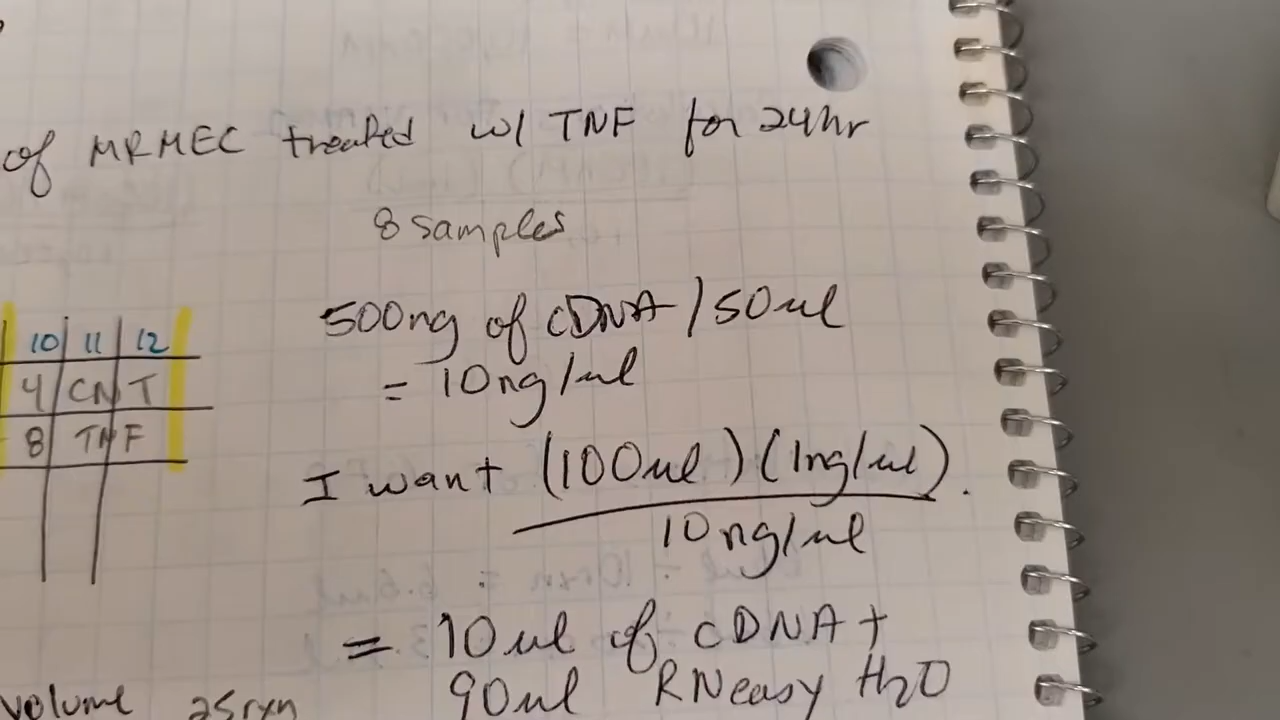 of MRMEC treated w/ TNF for 24hr
8 samples
500ng of cDNA / 50ul
= 10ng/ul
10 11 12
4 CNT
8 TNF
I want (100ul) (1ng/ul).
10ng/ul
= 10ul of cDNA +
90ul RNeasy H2O
volume 25rxn